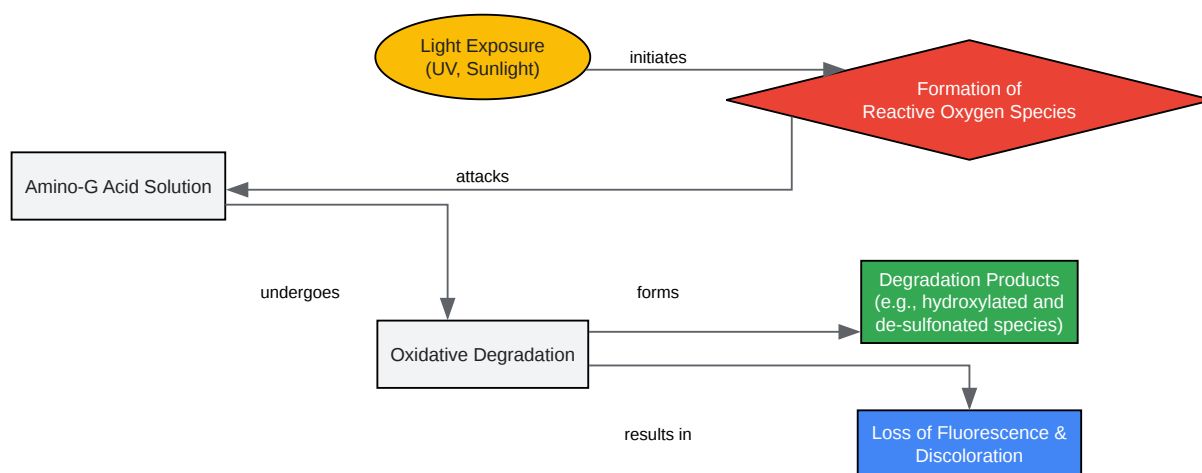 Light Exposure
(UV, Sunlight)
initiates
Formation of
Reactive Oxygen Species
attacks
Amino-G Acid Solution
undergoes
forms
Degradation Products
(e.g., hydroxylated and
de-sulfonated species)
Oxidative Degradation
results in
Loss of Fluorescence &
Discoloration